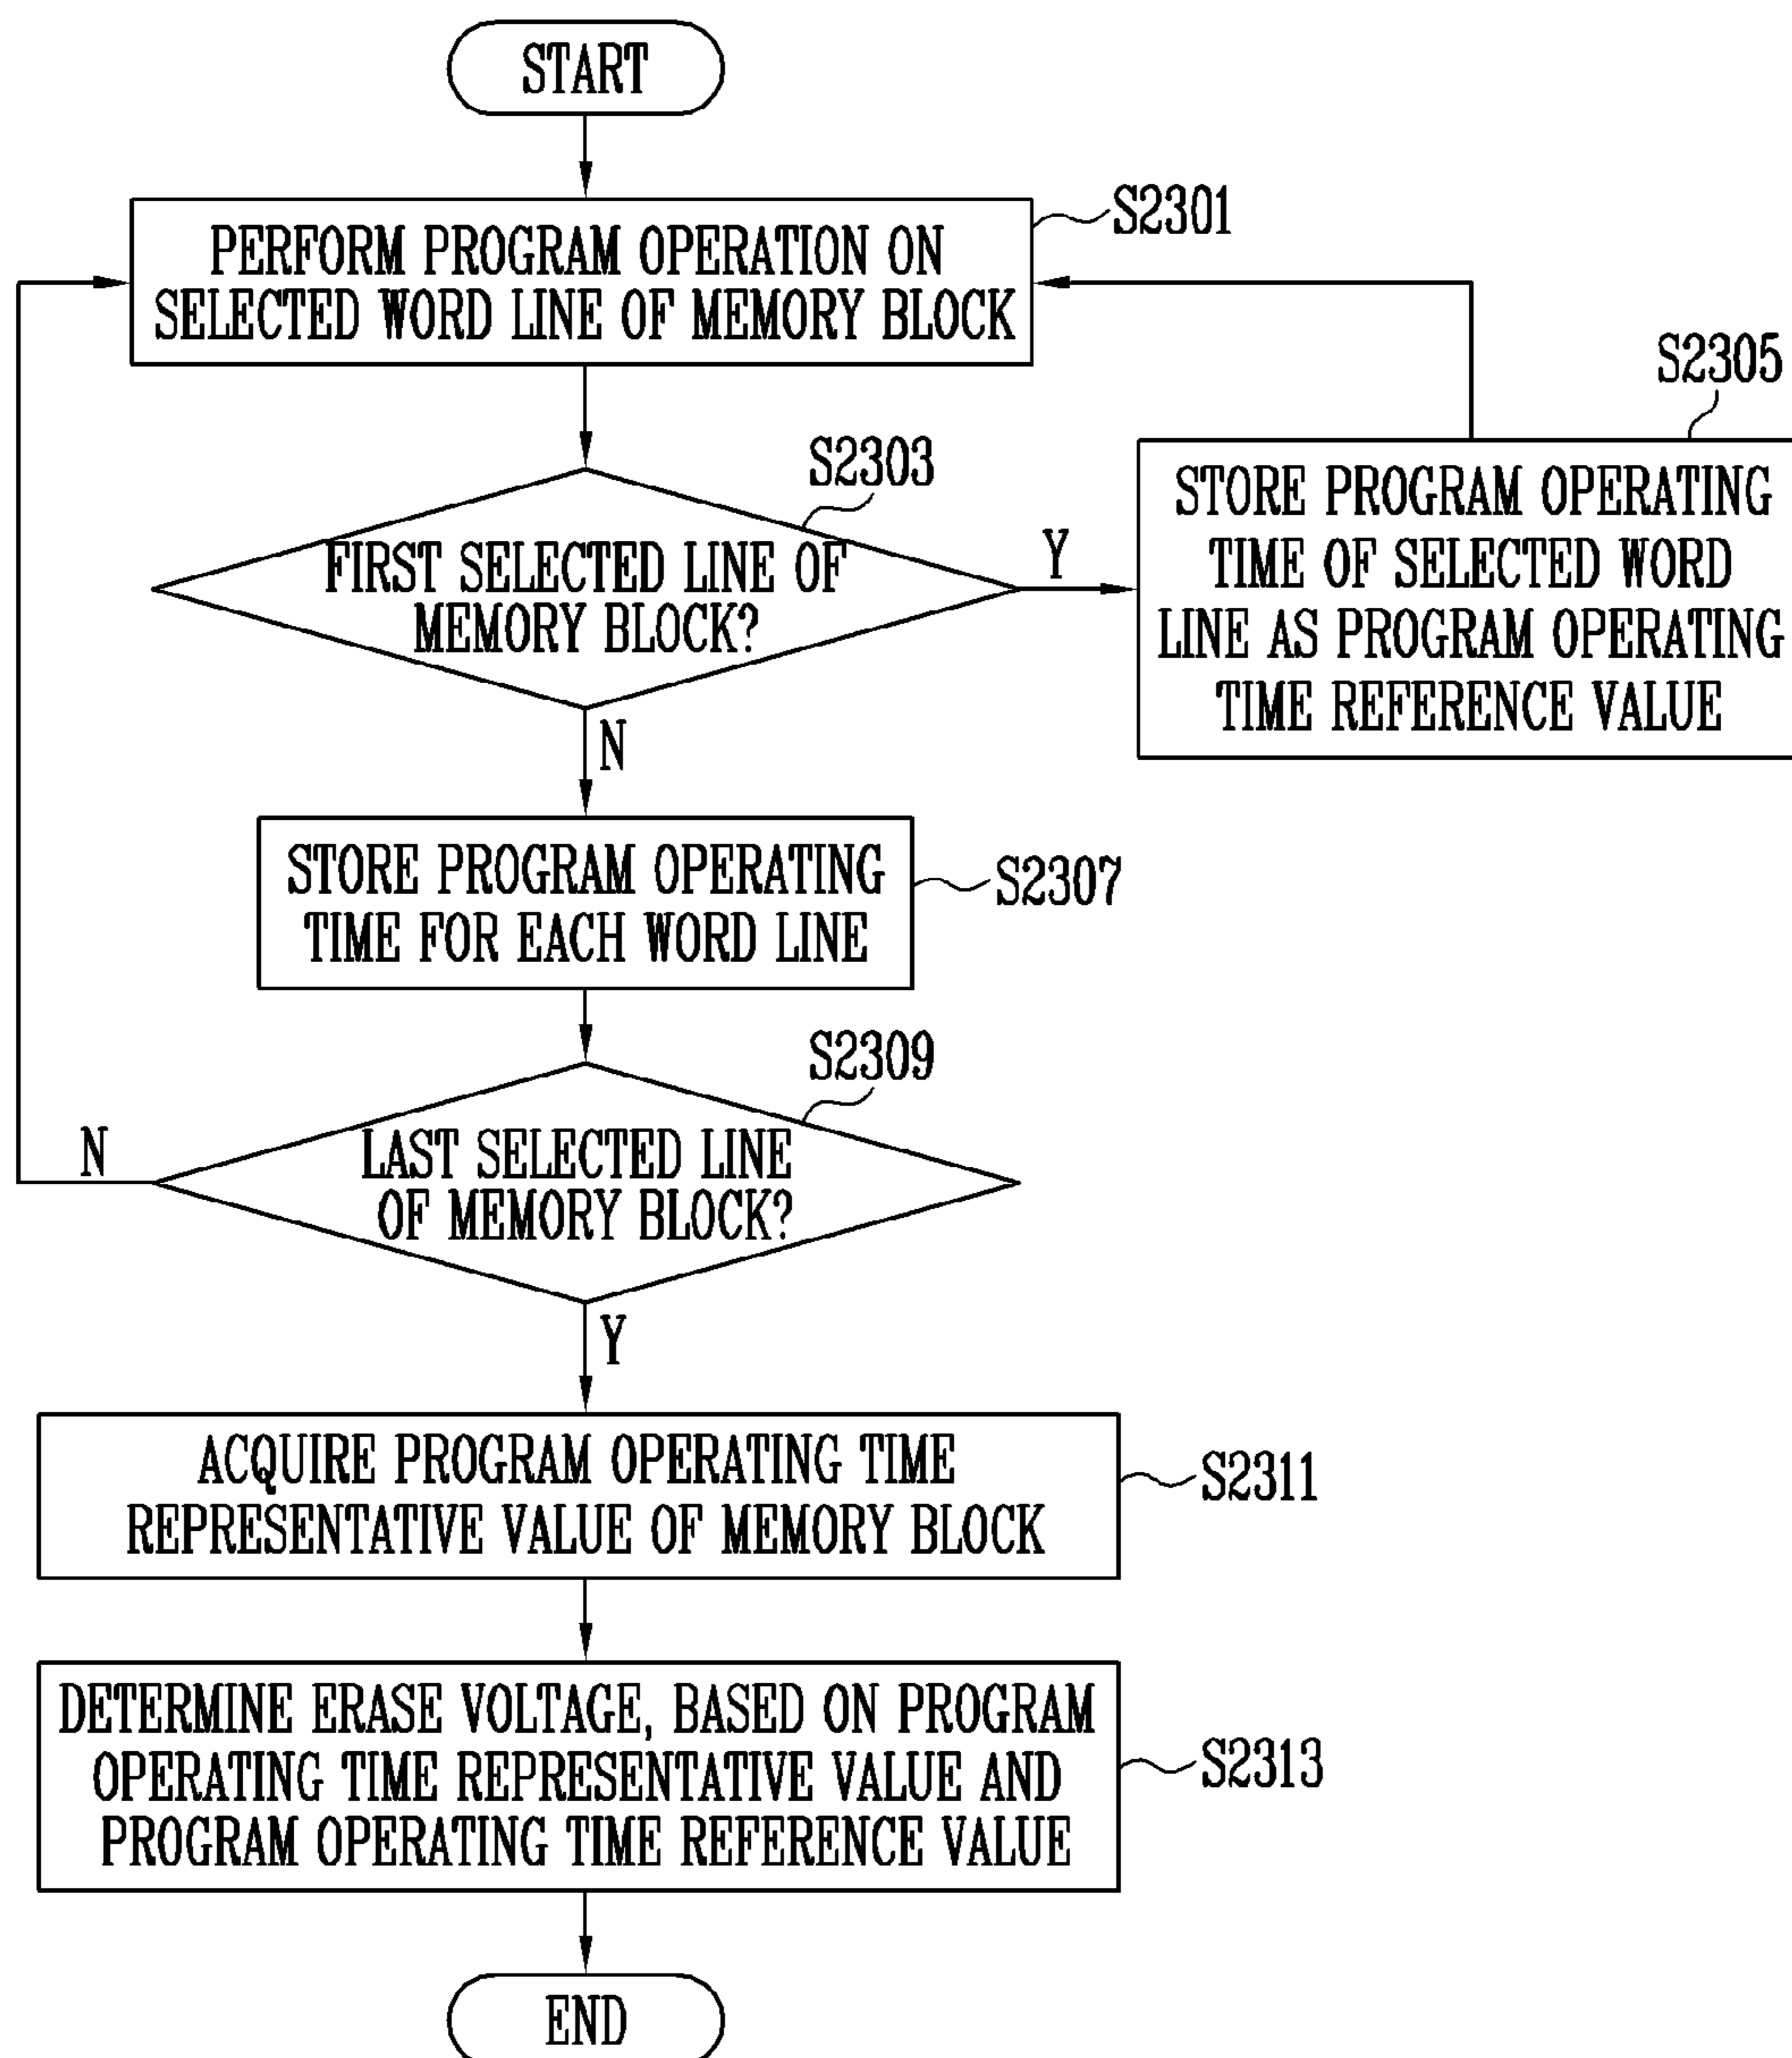 START
S2301
PERFORM PROGRAM OPERATION ON
SELECTED WORD LINE OF MEMORY BLOCK
S2303
FIRST SELECTED LINE OF
MEMORY BLOCK?
Y
S2305
STORE PROGRAM OPERATING
TIME OF SELECTED WORD
LINE AS PROGRAM OPERATING
TIME REFERENCE VALUE
N
STORE PROGRAM OPERATING
TIME FOR EACH WORD LINE
S2307
S2309
LAST SELECTED LINE
OF MEMORY BLOCK?
N
Y
ACQUIRE PROGRAM OPERATING TIME
REPRESENTATIVE VALUE OF MEMORY BLOCK
S2311
DETERMINE ERASE VOLTAGE, BASED ON PROGRAM
OPERATING TIME REPRESENTATIVE VALUE AND
PROGRAM OPERATING TIME REFERENCE VALUE
S2313
END